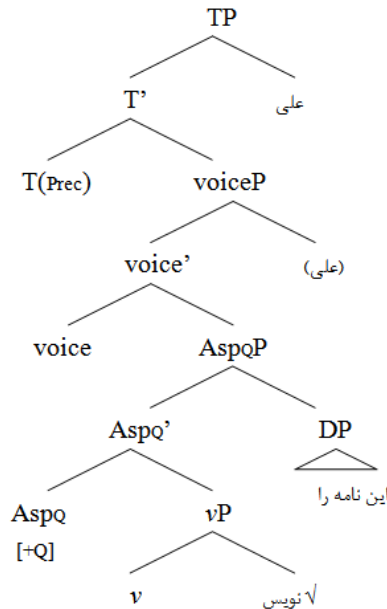 TP
T’ علی
T(Prec) voiceP
voice’ (علی)
voice AspQP
AspQ’ DP
این نامه را
AspQ vP
[+Q]
v √نویس